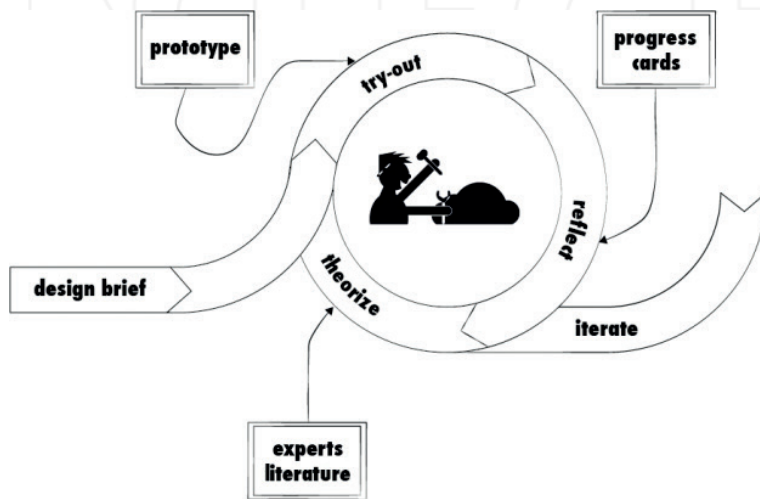 prototype
progress
cards
try-out
reflect
theorize
design brief
iterate
experts
literature